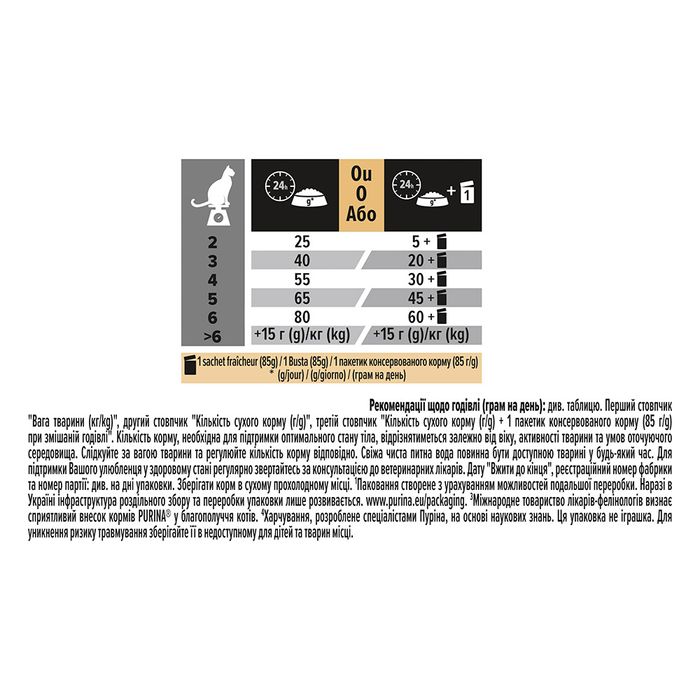 24h
g*
Ou
O
Або
24h
g*
+
1
2 25 5 +
3 40 20 +
4 55 30 +
5 65 45 +
6 80 60 +
>6 +15 г (g)/кг (kg) +15 г (g)/кг (kg)
1 sachet fraîcheur (85g) / 1 Busta (85g) / 1 пакетик консервованого корму (85 г/g)
* (g/jour) / (g/giorno) / (грам на день)
Рекомендації щодо годівлі (грам на день): див. таблицю. Перший стовпчик
"Вага тварини (кг/kg)", другий стовпчик "Кількість сухого корму (г/g)", третій стовпчик "Кількість сухого корму (г/g) + 1 пакетик консервованого корму (85 г/g)
при змішаній годівлі". Кількість корму, необхідна для підтримки оптимального стану тіла, відрізнятиметься залежно від віку, активності тварини та умов оточуючого
середовища. Слідкуйте за вагою тварини та регулюйте кількість корму відповідно. Свіжа чиста питна вода повинна бути доступною тварині у будь-який час. Для
підтримки Вашого улюбленця у здоровому стані регулярно звертайтесь за консультацією до ветеринарних лікарів. Дату "Вжити до кінця", реєстраційний номер фабрики
та номер партії: див. на дні упаковки. Зберігати корм в сухому прохолодному місці. ¹Паковання створене з урахуванням можливостей подальшої переробки. Наразі в
Україні інфраструктура роздільного збору та переробки упаковки лише розвивається. www.purina.eu/packaging. ³Міжнародне товариство лікарів-фелінологів визнає
сприятливий внесок кормів PURINA® у благополуччя котів. ⁴Харчування, розроблене спеціалістами Пуріна, на основі наукових знань. Ця упаковка не іграшка. Для
уникнення ризику травмування зберігайте її в недоступному для дітей та тварин місці.